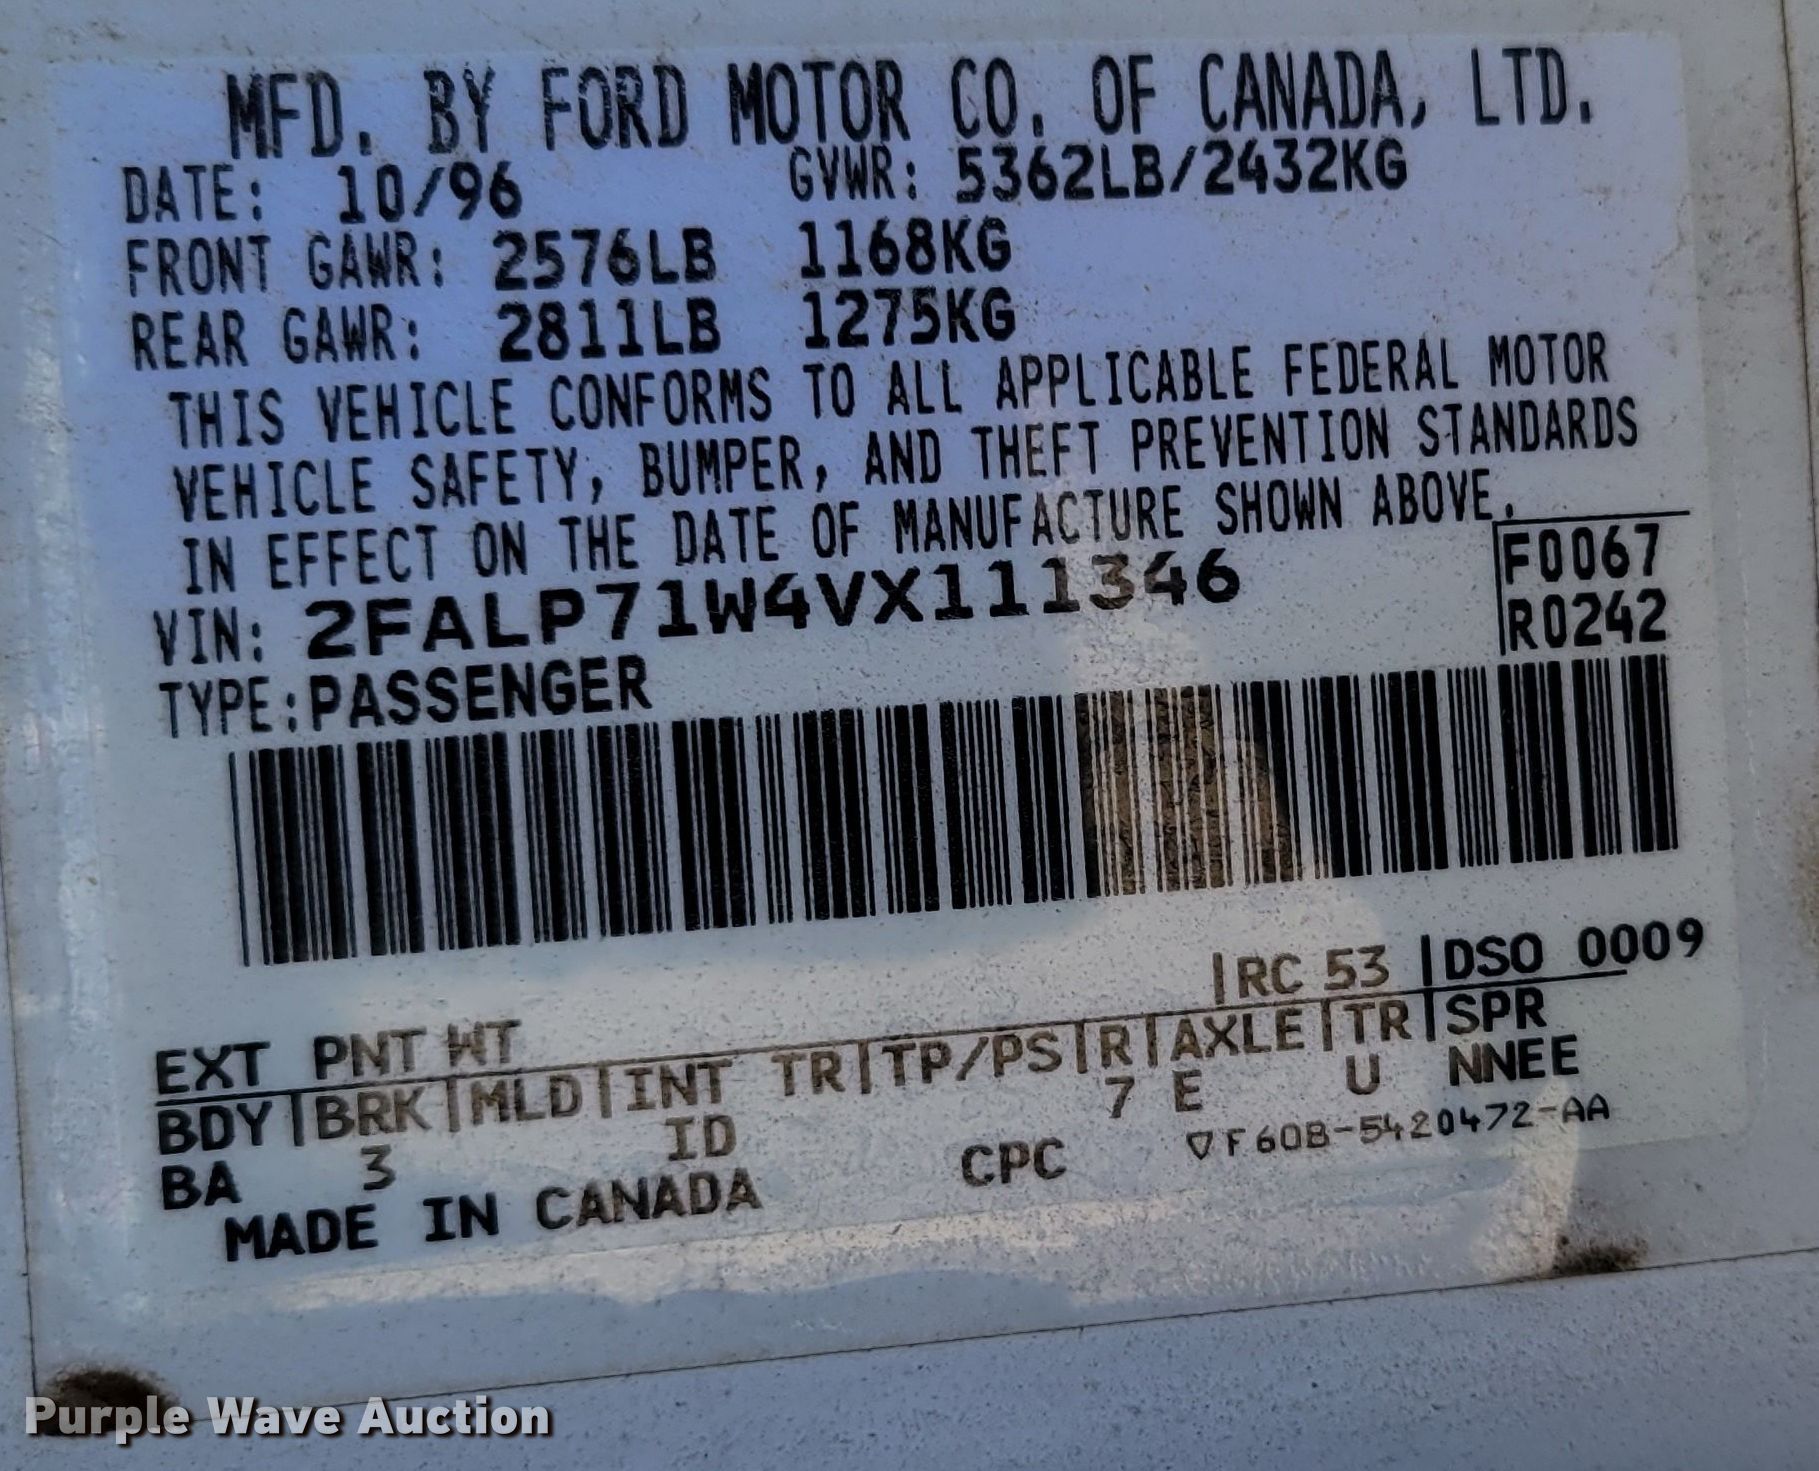 MFD. BY FORD MOTOR CO. OF CANADA, LTD.
DATE: 10/96 GVWR: 5362LB/2432KG
FRONT GAWR: 2576LB 1168KG
REAR GAWR: 2811LB 1275KG
THIS VEHICLE CONFORMS TO ALL APPLICABLE FEDERAL MOTOR
VEHICLE SAFETY, BUMPER, AND THEFT PREVENTION STANDARDS
IN EFFECT ON THE DATE OF MANUFACTURE SHOWN ABOVE.
VIN: 2FALP71W4VX111346
F0067
R0242
TYPE: PASSENGER
EXT PNT WT RC 53 DSO 0009
BDY BRK MLD INT TR TP/PS R AXLE TR SPR
BA 3 ID 7 E U NNEE
MADE IN CANADA CPC ▽F60B-5420472-AA
Purple Wave Auction